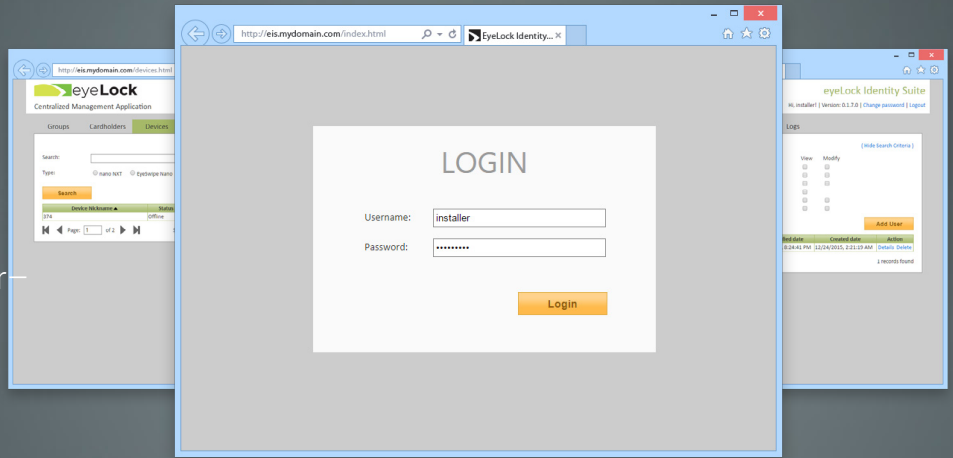 http://eis.mydomain.com/index.html
EyeLock Identity...
LOGIN
Username: installer
Password: •••••••••
Login
http://eis.mydomain.com/devices.html
eyeLock
Centralized Management Application
Groups Cardholders Devices
Search:
Type: nano NXT EyeSwipe Nano
Search
Device Nickname Status
374 Offline
Page: 1 of 2
eyeLock Identity Suite
Hi, installer! | Version: 0.1.7.0 | Change password | Logout
Logs
[Hide Search Criteria]
View Modify
Add User
date Created date Action
8:24:41 PM 12/24/2015, 2:21:19 AM Details Delete
records found